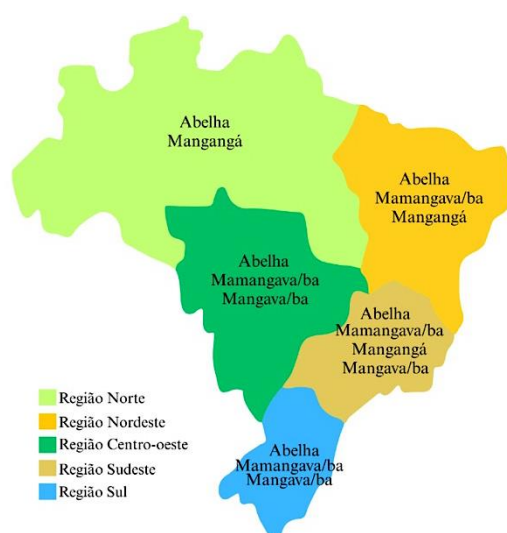 Abelha
Mangangá
Abelha
Mamangava/ba
Mangangá
Abelha
Mamangava/ba
Mangava/ba
Abelha
Mamangava/ba
Mangangá
Mangava/ba
Abelha
Mamangava/ba
Mangava/ba
Região Norte
Região Nordeste
Região Centro-oeste
Região Sudeste
Região Sul